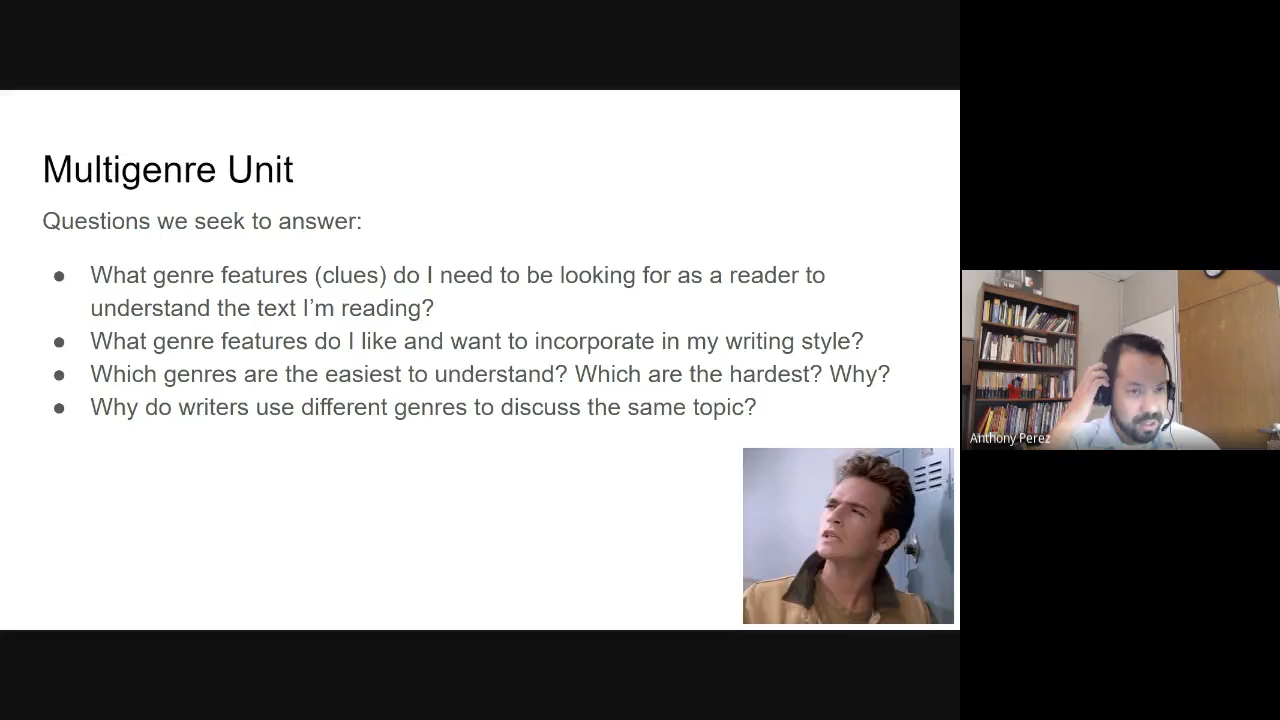 Multigenre Unit
Questions we seek to answer:
● What genre features (clues) do I need to be looking for as a reader to
understand the text I’m reading?
● What genre features do I like and want to incorporate in my writing style?
● Which genres are the easiest to understand? Which are the hardest? Why?
● Why do writers use different genres to discuss the same topic?
Anthony Perez